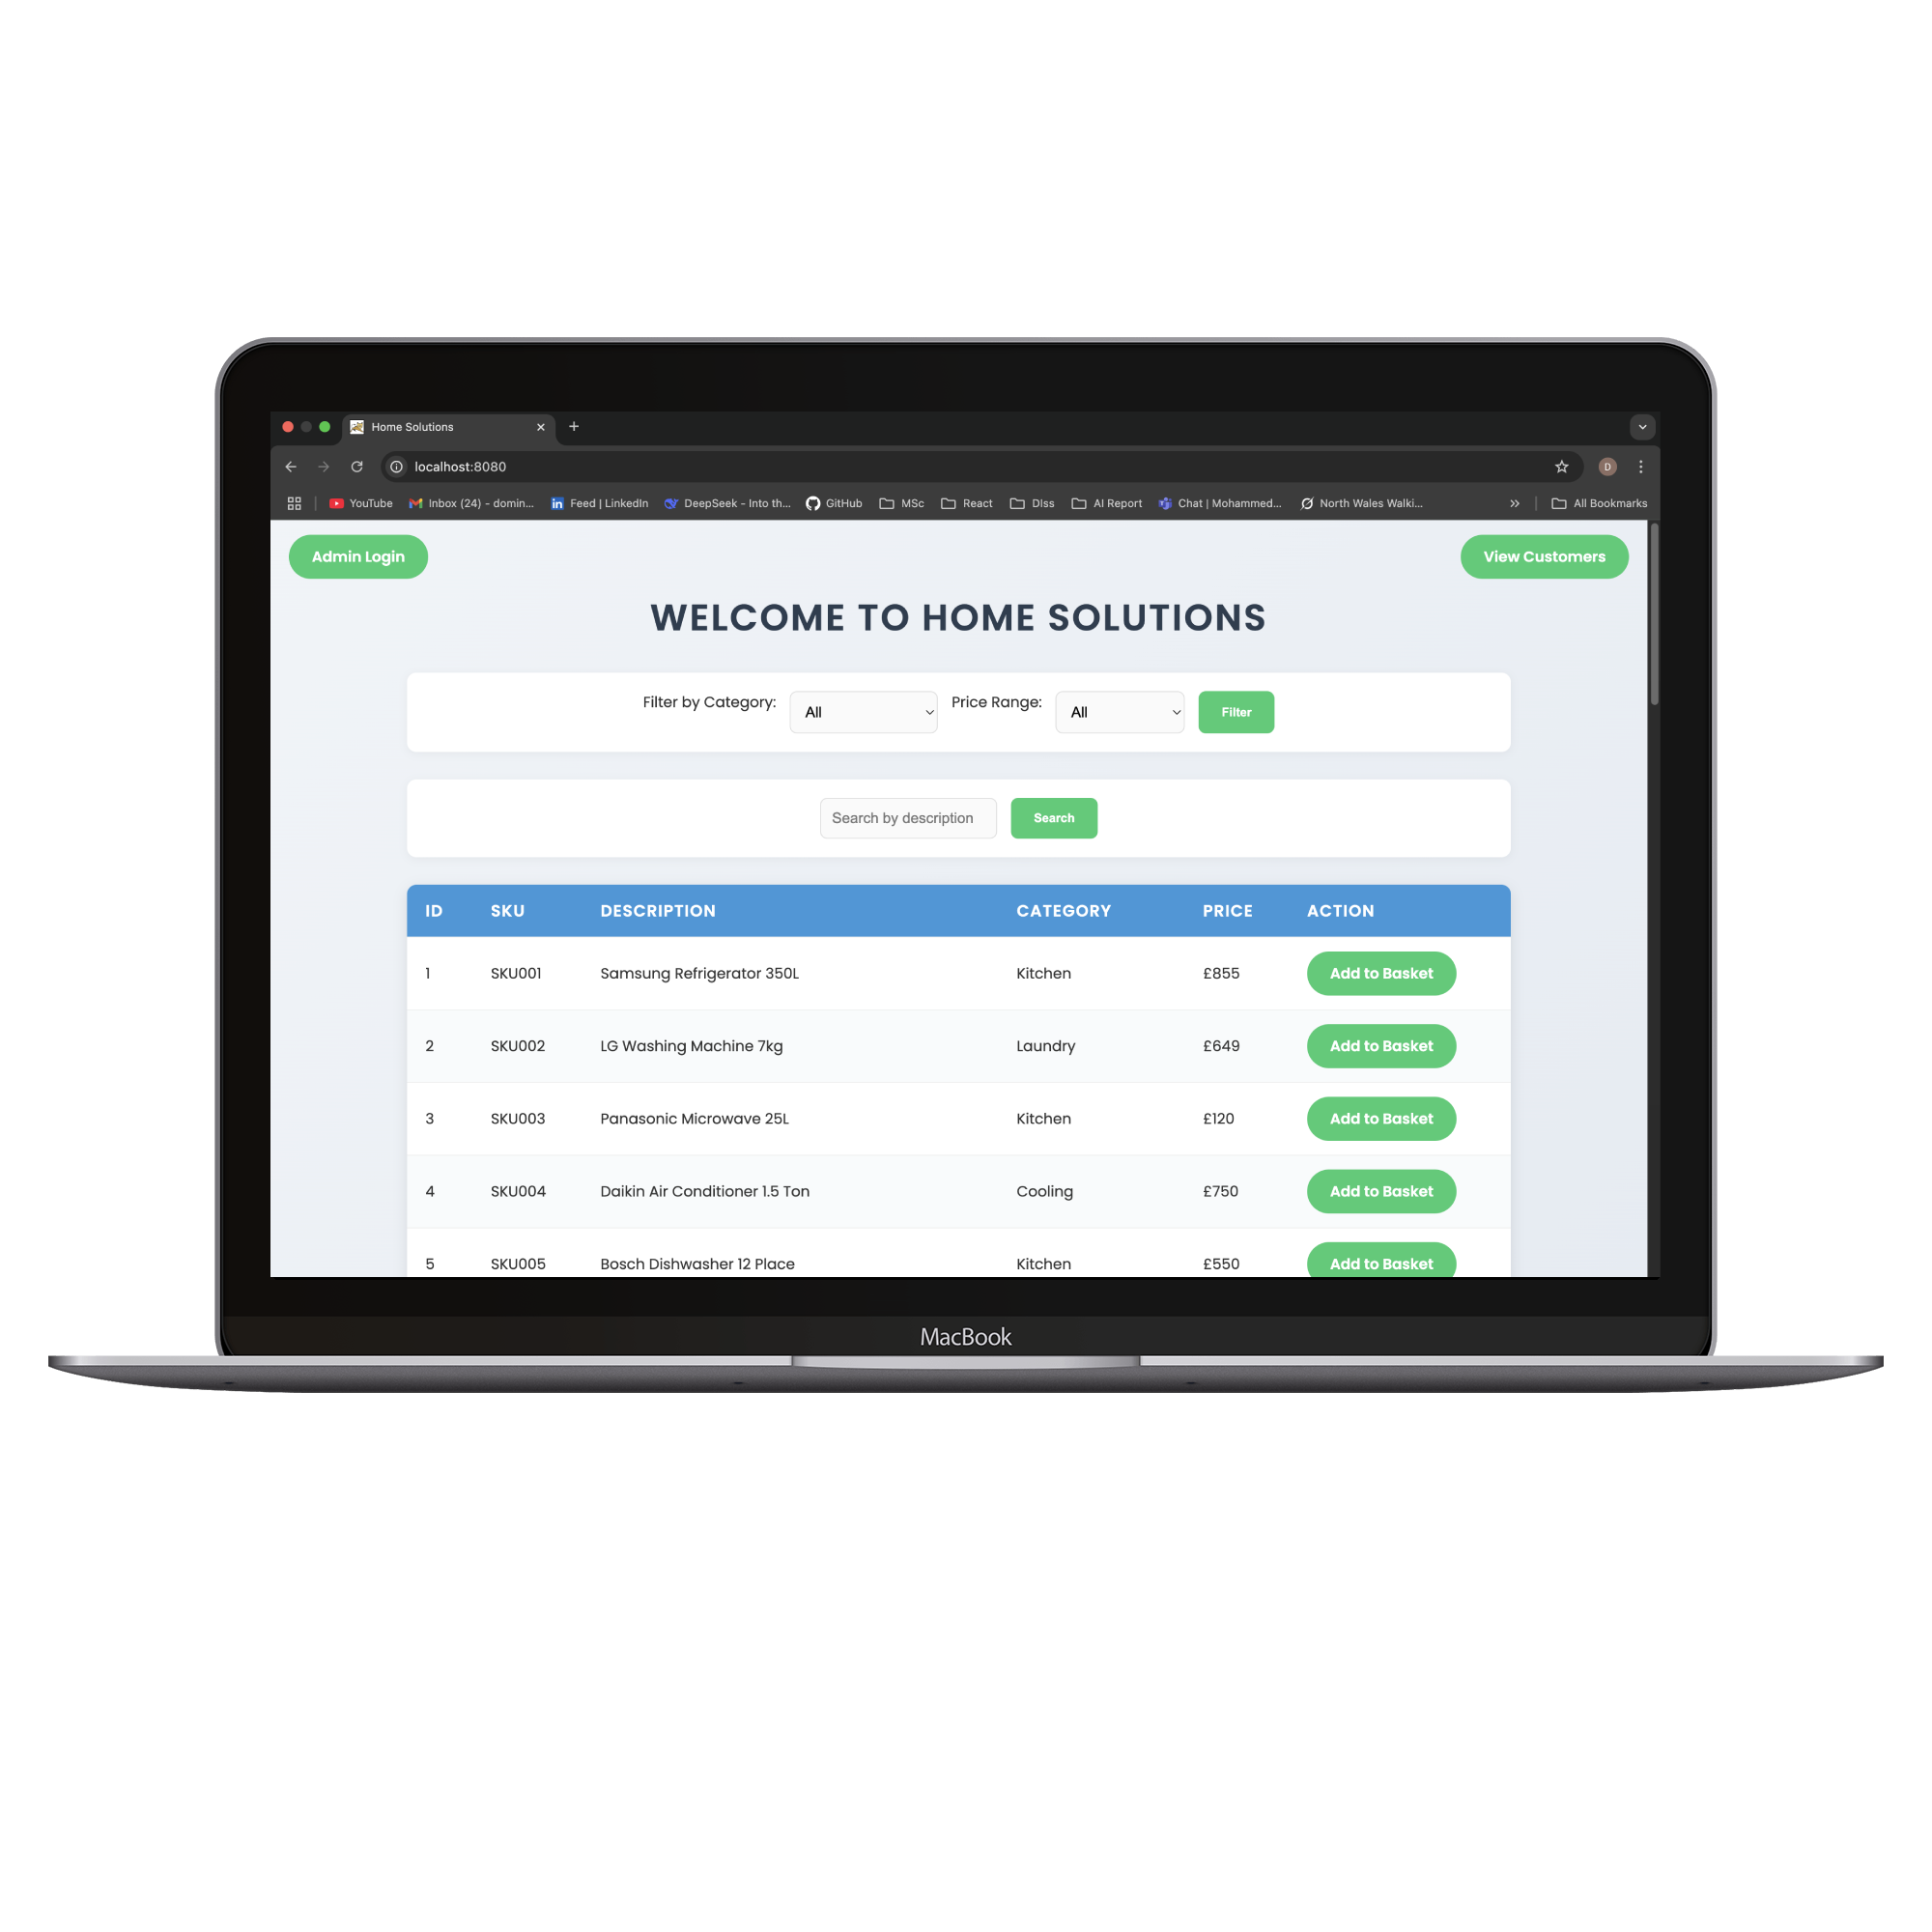 Home Solutions
localhost:8080
D
YouTube Inbox (24) - domin... Feed | LinkedIn DeepSeek - Into th... GitHub MSc React DIss AI Report Chat | Mohammed... North Wales Walki... All Bookmarks
Admin Login View Customers
WELCOME TO HOME SOLUTIONS
Filter by Category: All Price Range: All Filter
Search by description Search
ID SKU DESCRIPTION CATEGORY PRICE ACTION
1 SKU001 Samsung Refrigerator 350L Kitchen £855 Add to Basket
2 SKU002 LG Washing Machine 7kg Laundry £649 Add to Basket
3 SKU003 Panasonic Microwave 25L Kitchen £120 Add to Basket
4 SKU004 Daikin Air Conditioner 1.5 Ton Cooling £750 Add to Basket
5 SKU005 Bosch Dishwasher 12 Place Kitchen £550 Add to Basket
MacBook